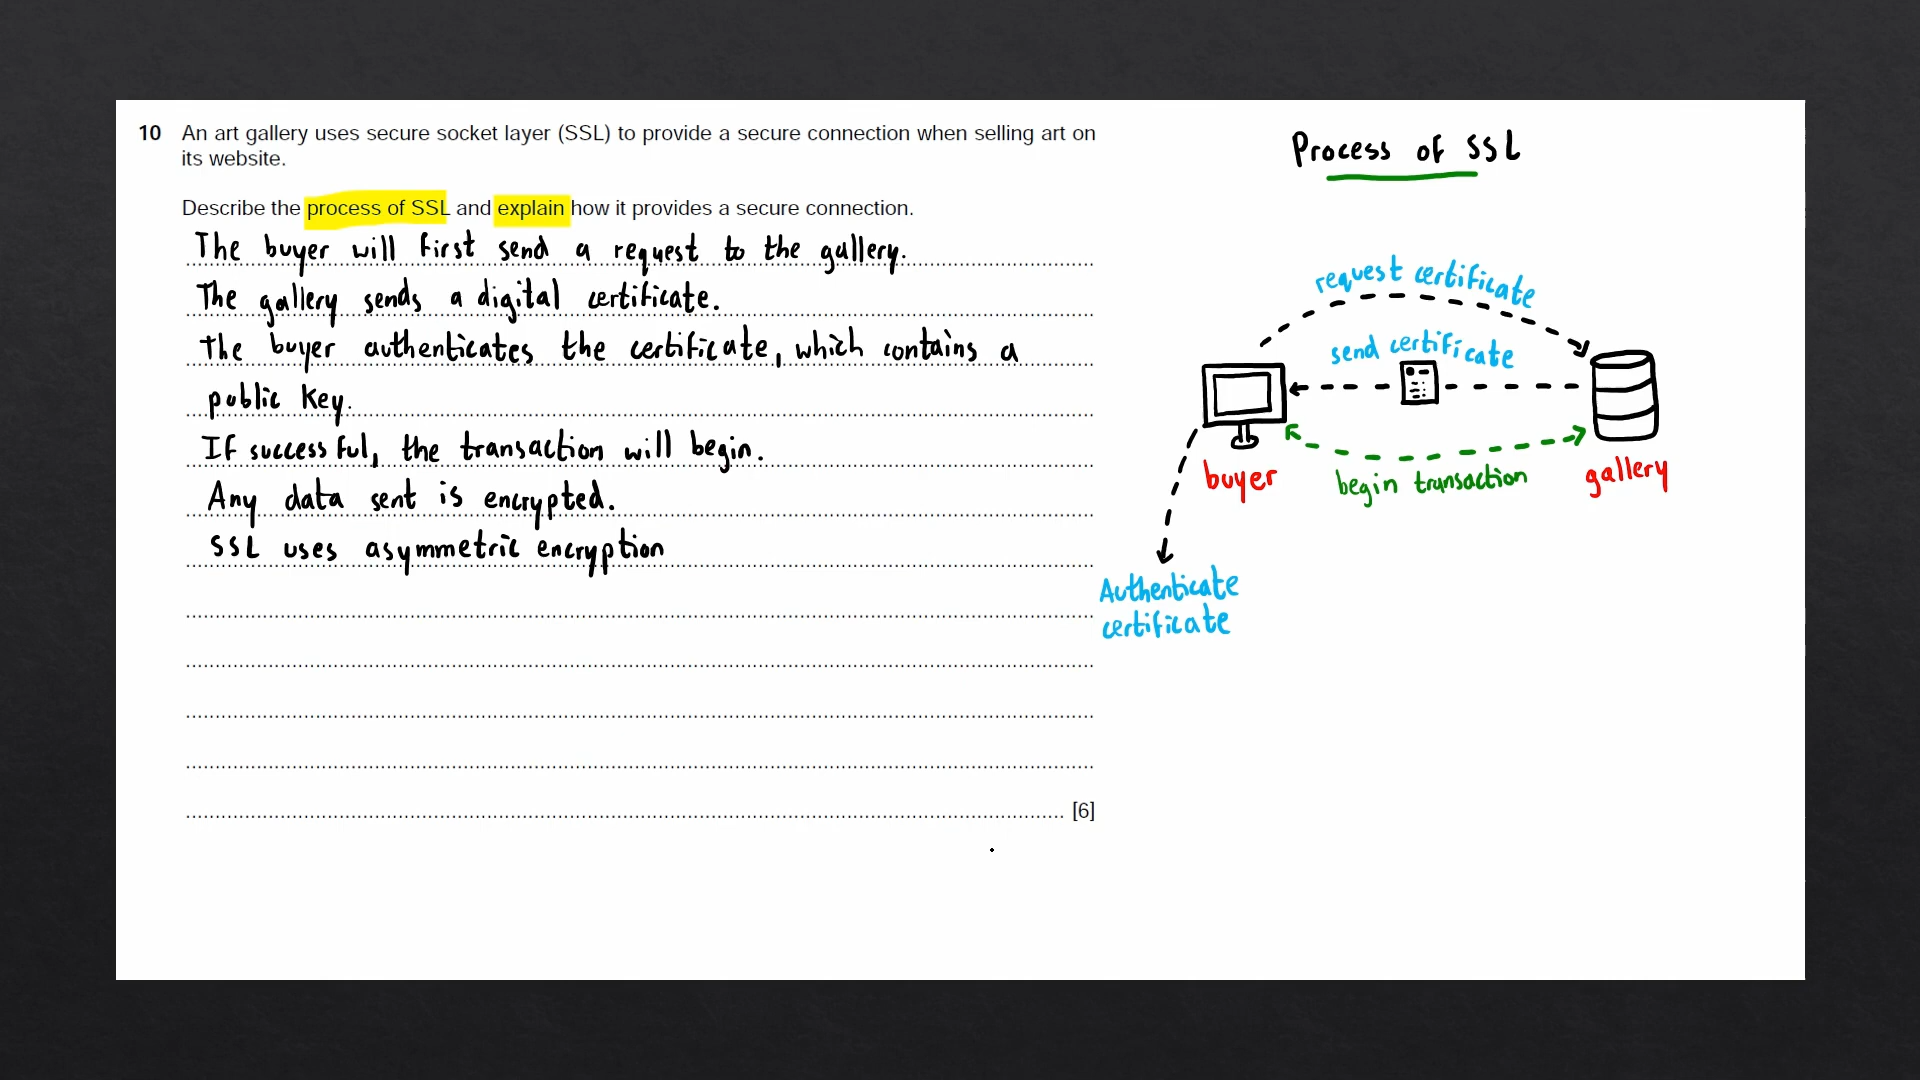 10 An art gallery uses secure socket layer (SSL) to provide a secure connection when selling art on
its website.
Describe the process of SSL and explain how it provides a secure connection.
The buyer will first send a request to the gallery.
The gallery sends a digital certificate.
The buyer authenticates the certificate, which contains a
public key.
If successful, the transaction will begin.
Any data sent is encrypted.
SSL uses asymmetric encryption
[6]
Process of SSL
request certificate
send certificate
buyer
begin transaction
gallery
Authenticate
certificate